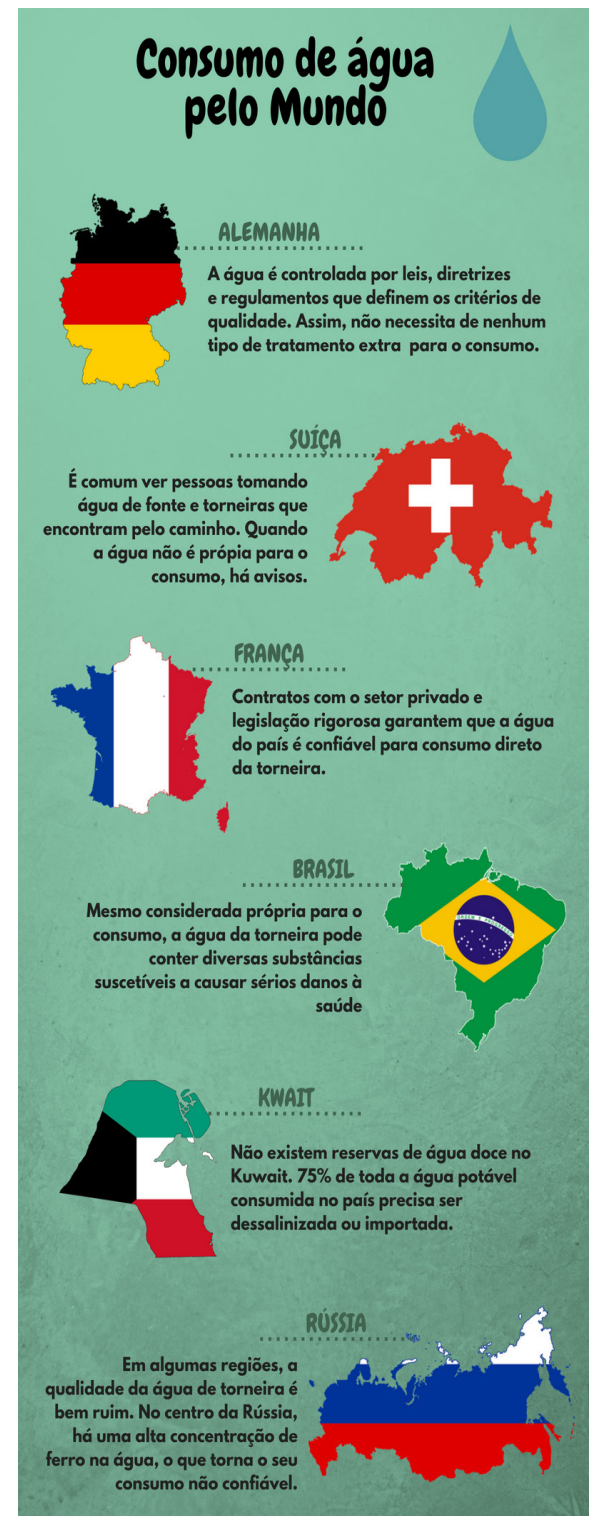 Consumo de água
pelo Mundo
ALEMANHA
A água é controlada por leis, diretrizes
e regulamentos que definem os critérios de
qualidade. Assim, não necessita de nenhum
tipo de tratamento extra para o consumo.
SUÍÇA
É comum ver pessoas tomando
água de fonte e torneiras que
encontram pelo caminho. Quando
a água não é própia para o
consumo, há avisos.
FRANÇA
Contratos com o setor privado e
legislação rigorosa garantem que a água
do país é confiável para consumo direto
da torneira.
BRASIL
ORDEM E PROGRESSO
Mesmo considerada própria para o
consumo, a água da torneira pode
conter diversas substâncias
suscetíveis a causar sérios danos à
saúde
KWAIT
Não existem reservas de água doce no
Kuwait. 75% de toda a água potável
consumida no país precisa ser
dessalinizada ou importada.
RÚSSIA
Em algumas regiões, a
qualidade da água de torneira é
bem ruim. No centro da Rússia,
há uma alta concentração de
ferro na água, o que torna o seu
consumo não confiável.